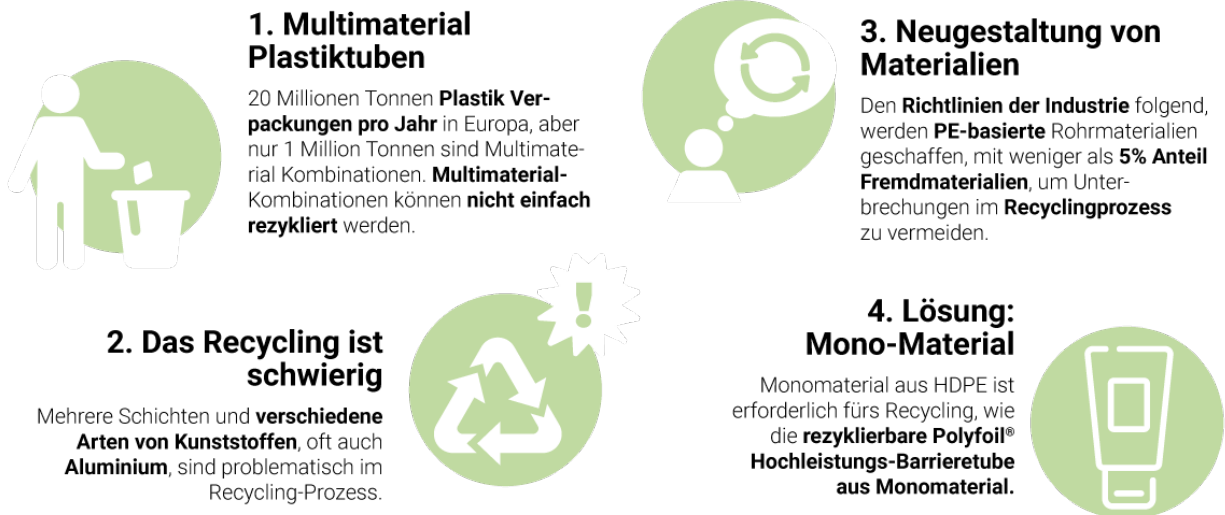 1. Multimaterial
Plastiktuben
20 Millionen Tonnen Plastik Ver-
packungen pro Jahr in Europa, aber
nur 1 Million Tonnen sind Multimate-
rial Kombinationen. Multimaterial-
Kombinationen können nicht einfach
rezykliert werden.
2. Das Recycling ist
schwierig
Mehrere Schichten und verschiedene
Arten von Kunststoffen, oft auch
Aluminium, sind problematisch im
Recycling-Prozess.
3. Neugestaltung von
Materialien
Den Richtlinien der Industrie folgend,
werden PE-basierte Rohrmaterialien
geschaffen, mit weniger als 5% Anteil
Fremdmaterialien, um Unter-
brechungen im Recyclingprozess
zu vermeiden.
4. Lösung:
Mono-Material
Monomaterial aus HDPE ist
erforderlich fürs Recycling, wie
die rezyklierbare Polyfoil®
Hochleistungs-Barrieretube
aus Monomaterial.